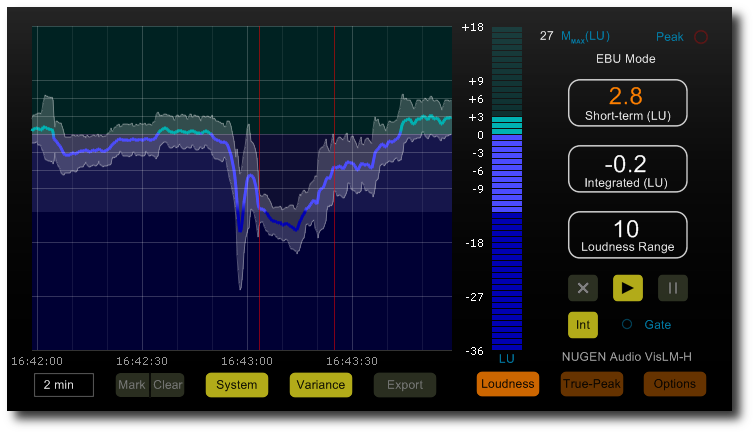 +18
27 MMAX(LU) Peak
EBU Mode
+9
+6
+3
0
-3
-6
-9
-18
-27
-36
2.8
Short-term (LU)
-0.2
Integrated (LU)
10
Loudness Range
Int Gate
16:42:00 16:42:30 16:43:00 16:43:30
LU
NUGEN Audio VisLM-H
2 min Mark Clear System Variance Export Loudness True-Peak Options